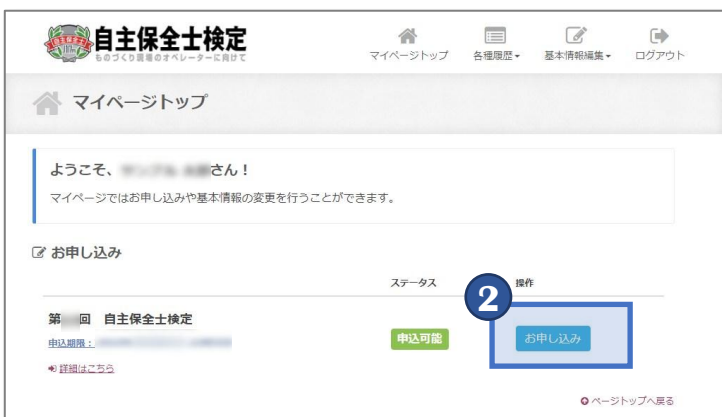 自主保全士検定
ものづくり現場のオペレーターに向けて
マイページトップ 各種履歴 基本情報編集 ログアウト
マイページトップ
ようこそ、 さん！
マイページではお申し込みや基本情報の変更を行うことができます。
お申し込み
ステータス 操作
2
第 回 自主保全士検定
申込期限：
申込可能 お申し込み
詳細はこちら
ページトップへ戻る